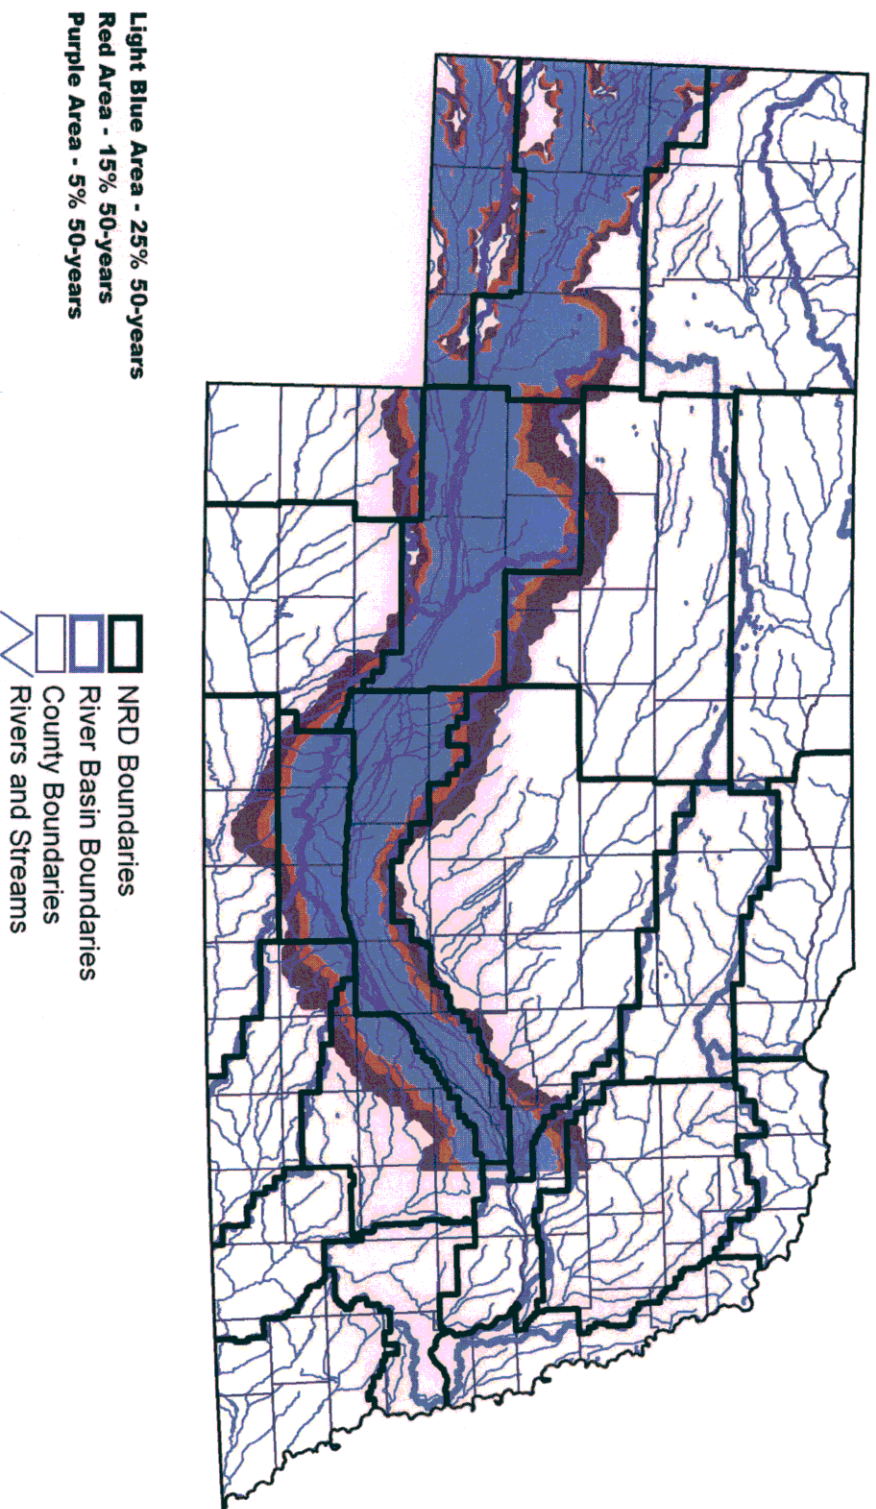 Light Blue Area - 25% 50-years
Red Area - 15% 50-years
Purple Area - 5% 50-years
NRD Boundaries
River Basin Boundaries
County Boundaries
Rivers and Streams